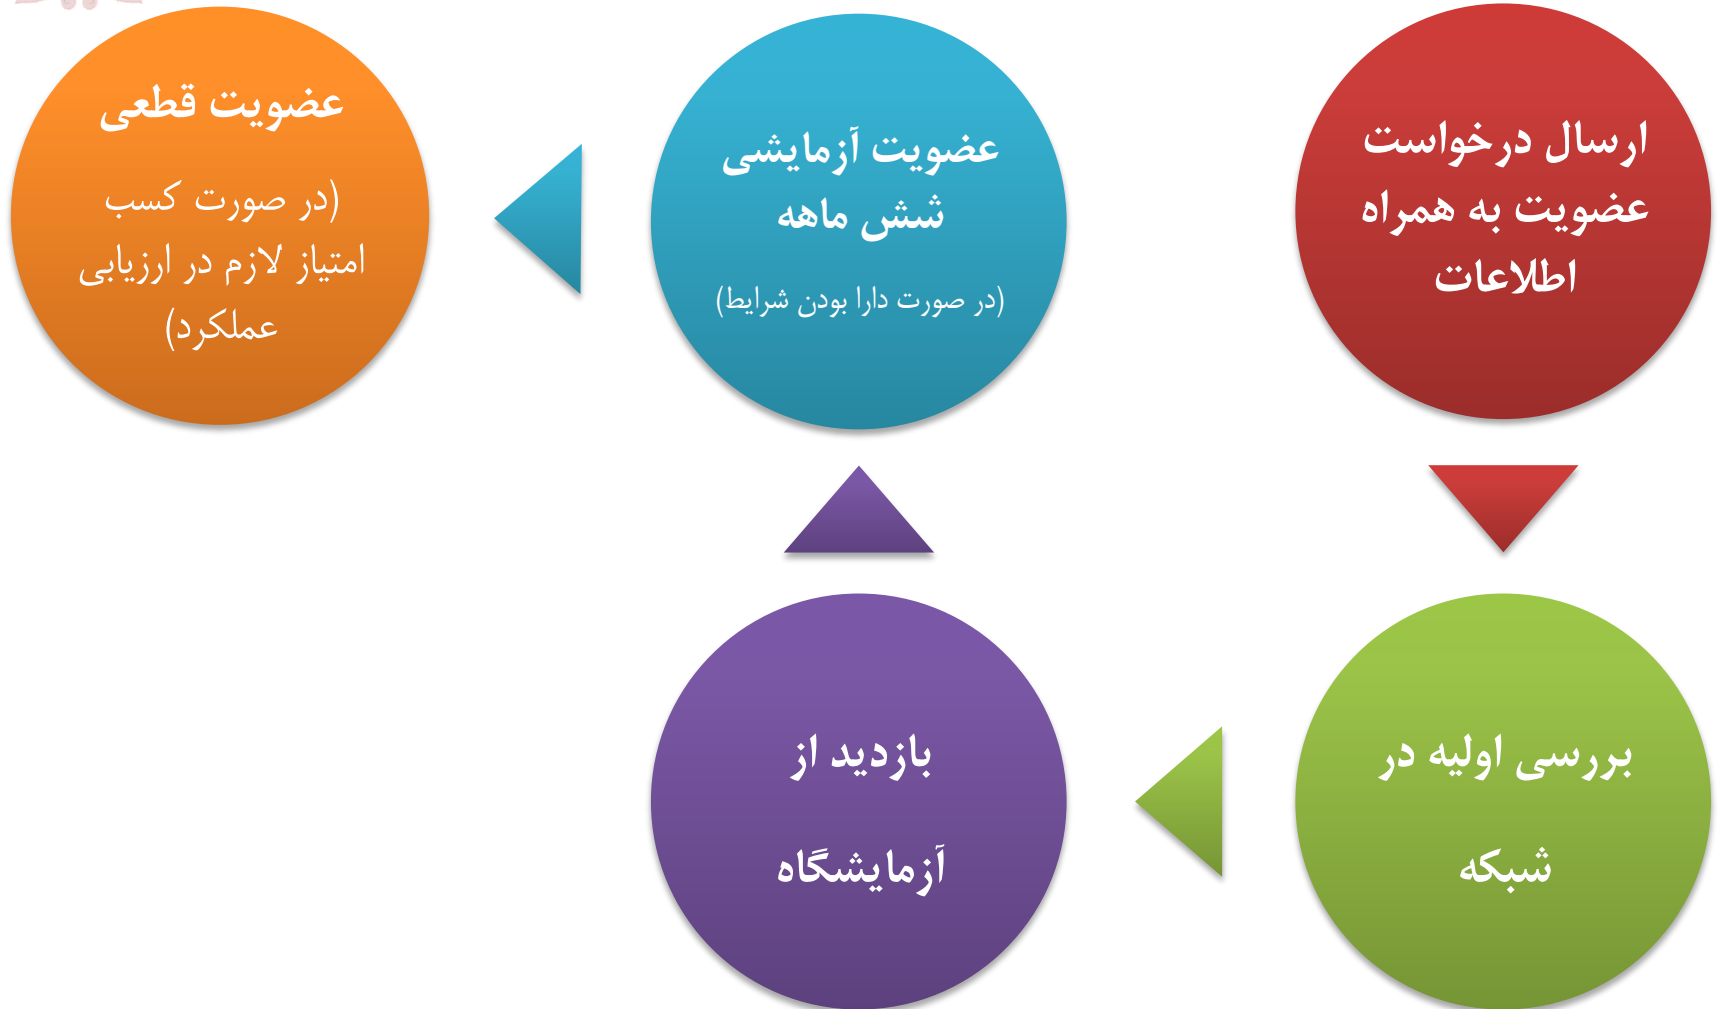 ارسال درخواست
عضویت به همراه
اطلاعات
بررسی اولیه در
شبکه
بازدید از
آزمایشگاه
عضویت آزمایشی
شش ماهه
(در صورت دارا بودن شرایط)
عضویت قطعی
(در صورت کسب
امتیاز لازم در ارزیابی
عملکرد)